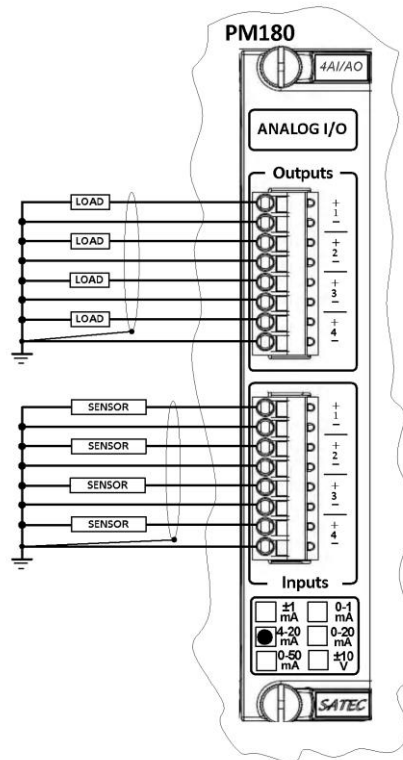 PM180
4AI/AO
ANALOG I/O
Outputs
LOAD
+
1
−
LOAD
+
2
−
LOAD
+
3
−
LOAD
+
4
−
SENSOR
+
1
−
SENSOR
+
2
−
SENSOR
+
3
−
SENSOR
+
4
−
Inputs
±1 mA
0-1 mA
4-20 mA
0-20 mA
0-50 mA
±10 V
SATEC